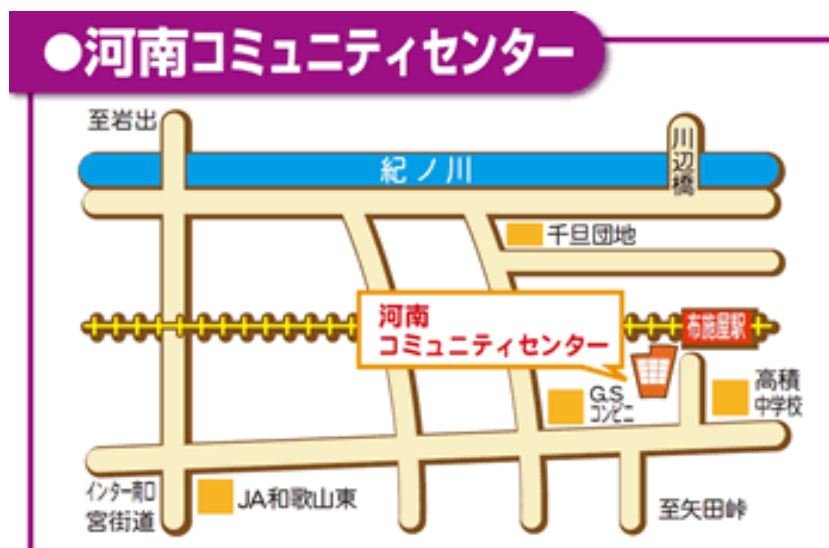 ●河南コミュニティセンター
至岩出
川辺橋
紀ノ川
千旦団地
河南
コミュニティセンター
布施屋駅
G.S
コンビニ
高積
中学校
インター南口
宮街道
JA和歌山東
至矢田峠